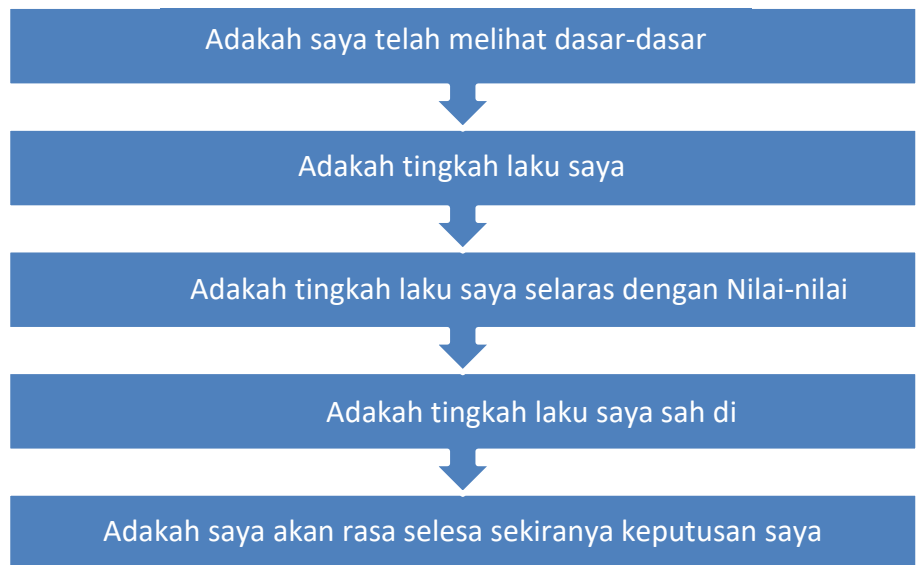 Adakah saya telah melihat dasar-dasar
Adakah tingkah laku saya
Adakah tingkah laku saya selaras dengan Nilai-nilai
Adakah tingkah laku saya sah di
Adakah saya akan rasa selesa sekiranya keputusan saya